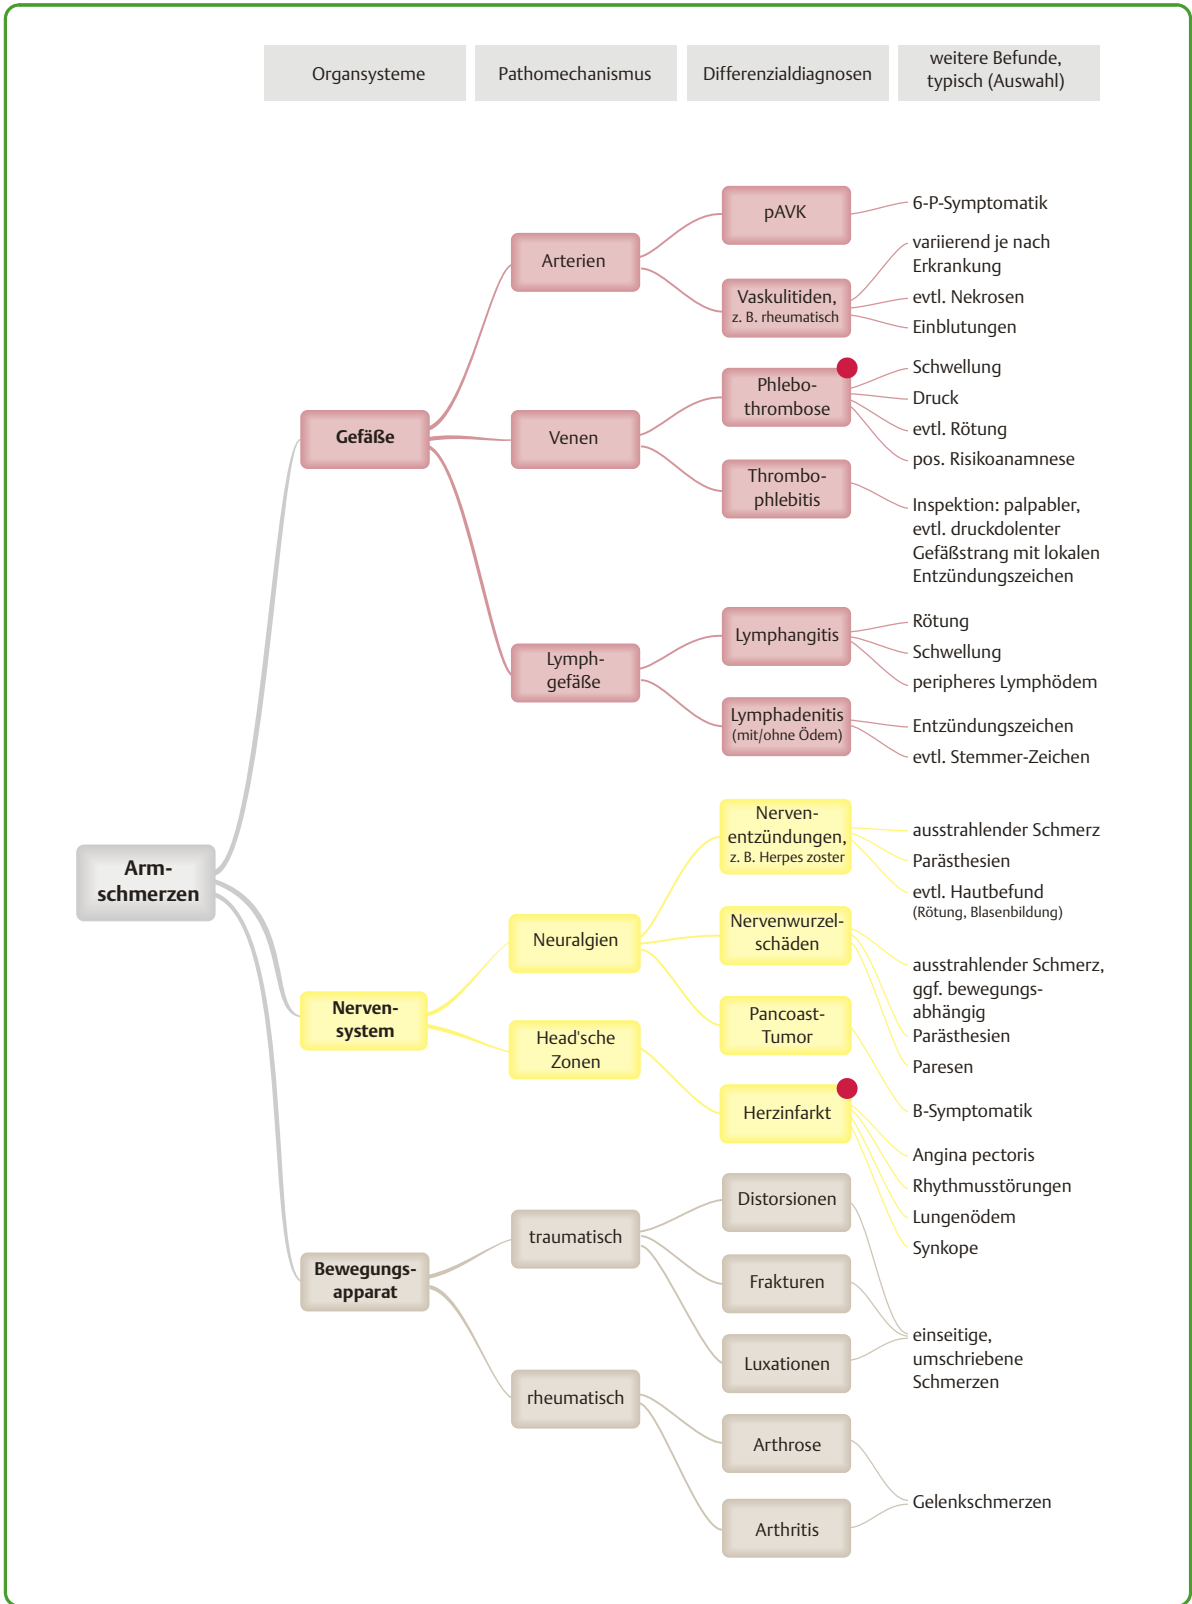 Organsysteme
Pathomechanismus
Differenzialdiagnosen
weitere Befunde,
typisch (Auswahl)
Arm-
schmerzen
Gefäße
Arterien
pAVK
6-P-Symptomatik
Vaskulitiden,
z. B. rheumatisch
variierend je nach
Erkrankung
evtl. Nekrosen
Einblutungen
Venen
Phlebo-
thrombose
Schwellung
Druck
evtl. Rötung
pos. Risikoanamnese
Thrombo-
phlebitis
Inspektion: palpabler,
evtl. druckdolenter
Gefäßstrang mit lokalen
Entzündungszeichen
Lymph-
gefäße
Lymphangitis
Rötung
Schwellung
peripheres Lymphödem
Lymphadenitis
(mit/ohne Ödem)
Entzündungszeichen
evtl. Stemmer-Zeichen
Nerven-
system
Neuralgien
Nerven-
entzündungen,
z. B. Herpes zoster
ausstrahlender Schmerz
Parästhesien
evtl. Hautbefund
(Rötung, Blasenbildung)
Nervenwurzel-
schäden
ausstrahlender Schmerz,
ggf. bewegungs-
abhängig
Parästhesien
Paresen
Pancoast-
Tumor
B-Symptomatik
Head'sche
Zonen
Herzinfarkt
Angina pectoris
Rhythmusstörungen
Lungenödem
Synkope
Bewegungs-
apparat
traumatisch
Distorsionen
Frakturen
Luxationen
einseitige,
umschriebene
Schmerzen
rheumatisch
Arthrose
Arthritis
Gelenkschmerzen